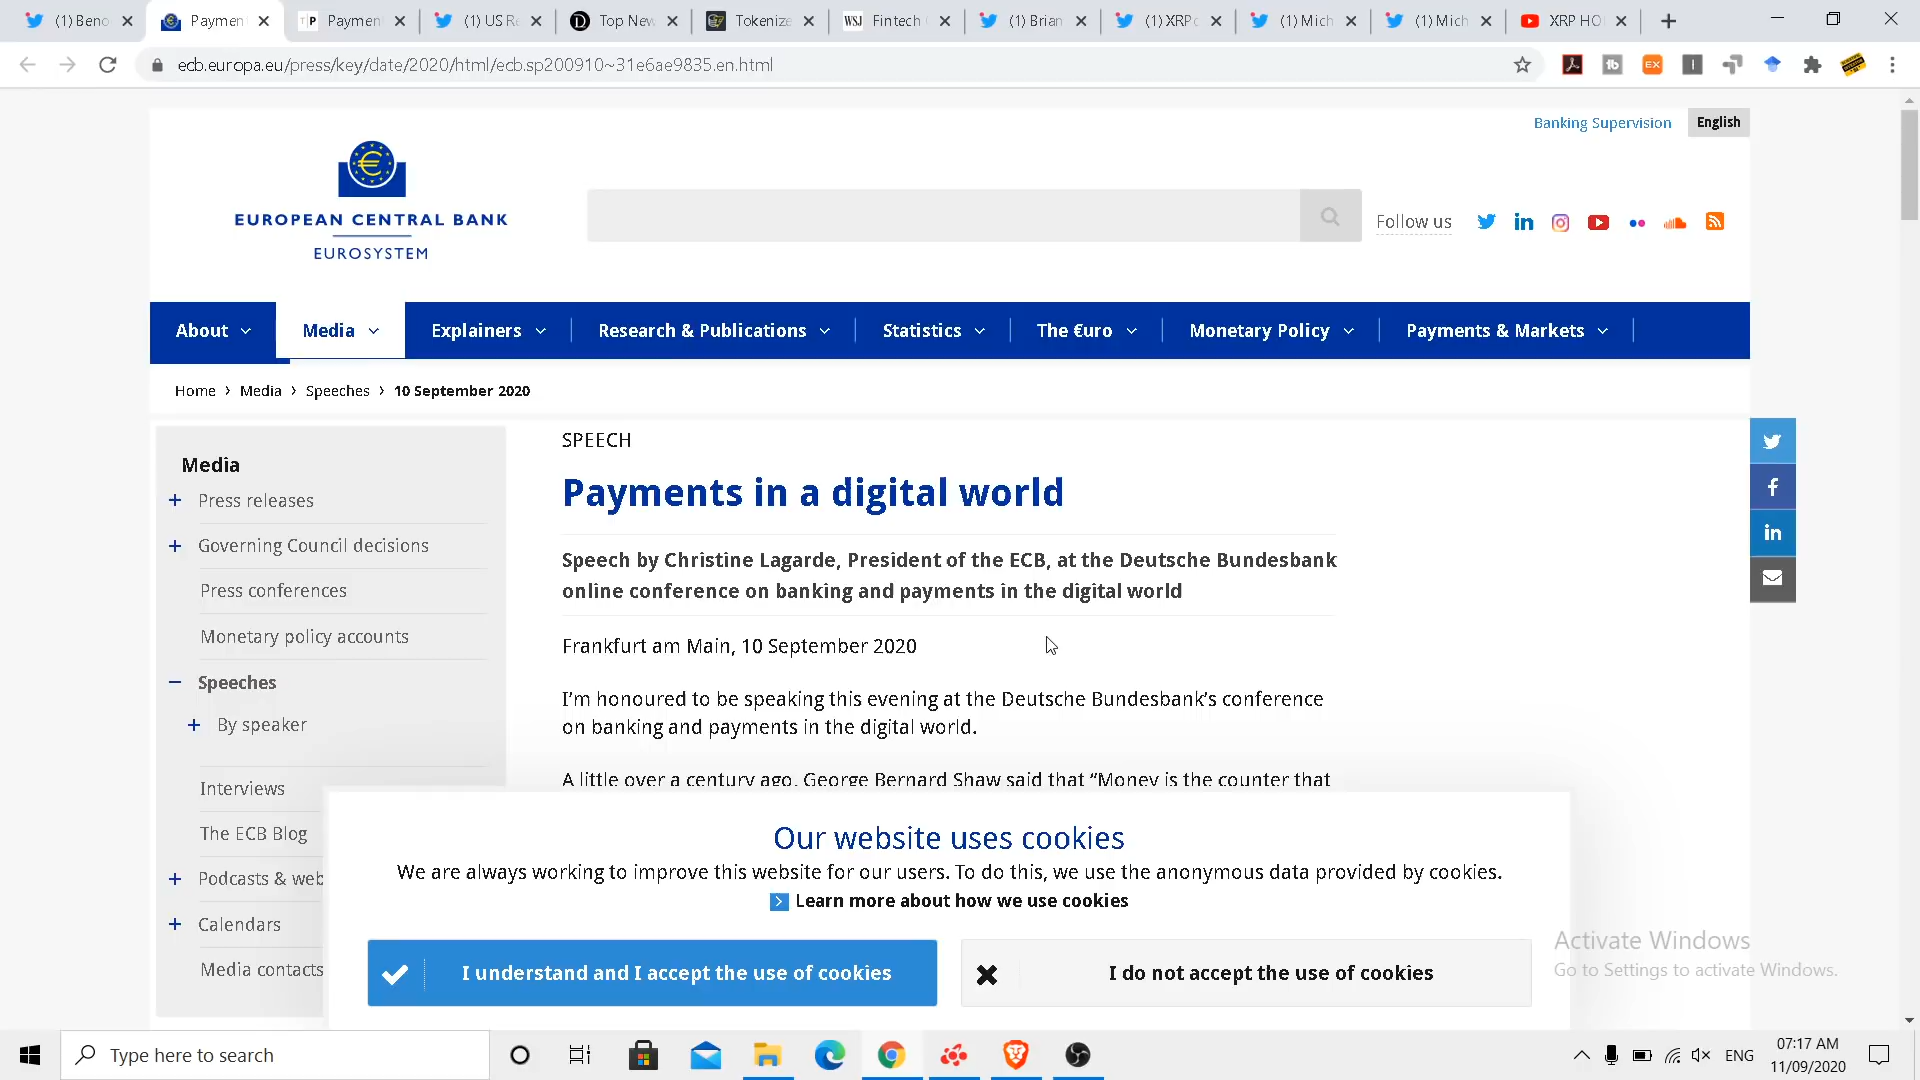 (1) Beno
Paymen
Paymen
(1) US Re
Top New
Tokenize
WSJ
Fintech
(1) Brian
(1) XRPc
(1) Mich
(1) Mich
XRP HO
ecb.europa.eu/press/key/date/2020/html/ecb.sp200910~31e6ae9835.en.html
Banking Supervision
English
EUROPEAN CENTRAL BANK
EUROSYSTEM
Follow us
About
Media
Explainers
Research & Publications
Statistics
The €uro
Monetary Policy
Payments & Markets
Home › Media › Speeches › 10 September 2020
Media
+ Press releases
+ Governing Council decisions
Press conferences
Monetary policy accounts
− Speeches
+ By speaker
Interviews
The ECB Blog
+ Podcasts & web
+ Calendars
Media contacts
SPEECH
Payments in a digital world
Speech by Christine Lagarde, President of the ECB, at the Deutsche Bundesbank
online conference on banking and payments in the digital world
Frankfurt am Main, 10 September 2020
I’m honoured to be speaking this evening at the Deutsche Bundesbank’s conference
on banking and payments in the digital world.
A little over a century ago, George Bernard Shaw said that “Money is the counter that
Our website uses cookies
We are always working to improve this website for our users. To do this, we use the anonymous data provided by cookies.
Learn more about how we use cookies
I understand and I accept the use of cookies
I do not accept the use of cookies
Activate Windows
Go to Settings to activate Windows.
Type here to search
ENG
07:17 AM
11/09/2020